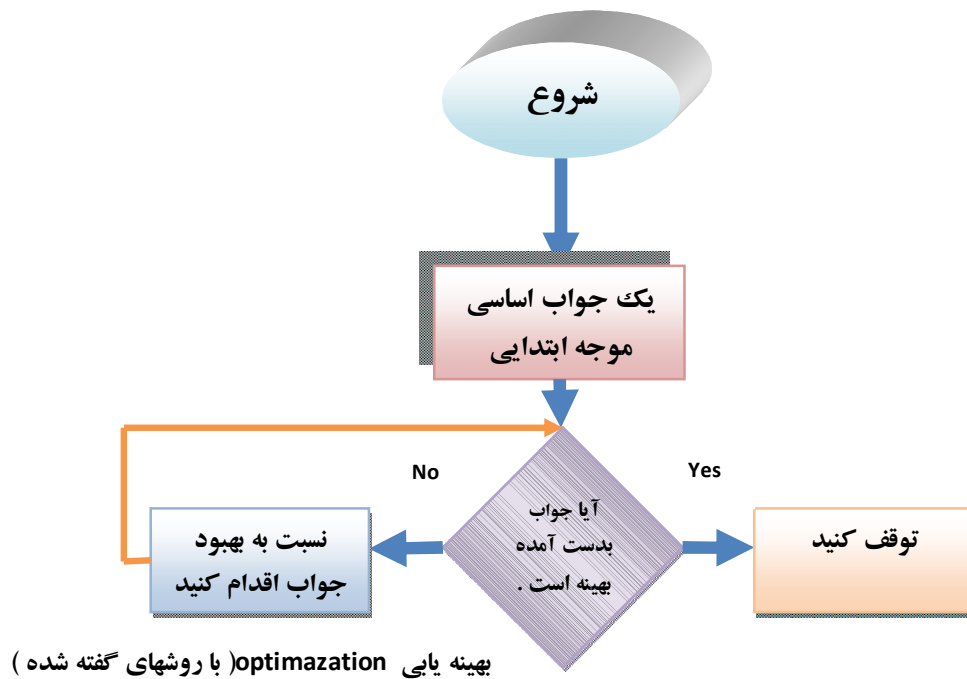 شروع
یک جواب اساسی
موجه ابتدایی
No
Yes
آیا جواب
بدست آمده
بهینه است .
نسبت به بهبود
جواب اقدام کنید
توقف کنید
بهینه یابی optimazation( با روشهای گفته شده )